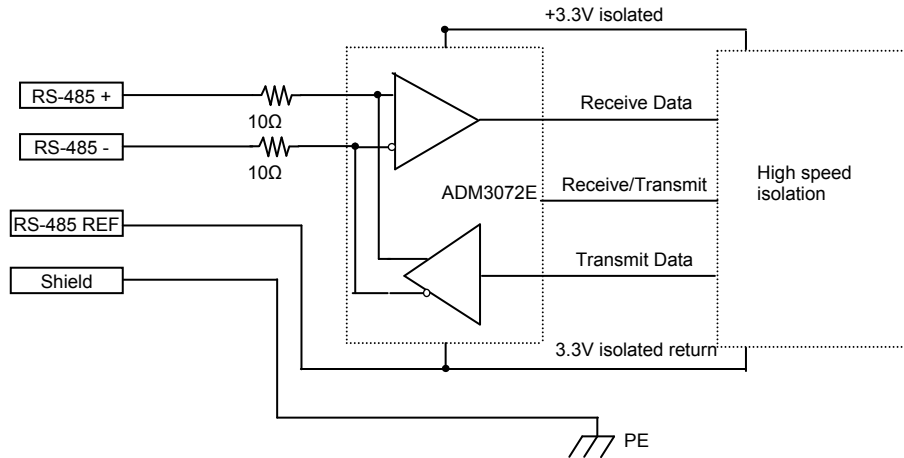 +3.3V isolated
RS-485 +
10Ω
Receive Data
RS-485 -
10Ω
High speed
isolation
ADM3072E
Receive/Transmit
RS-485 REF
Transmit Data
Shield
3.3V isolated return
PE